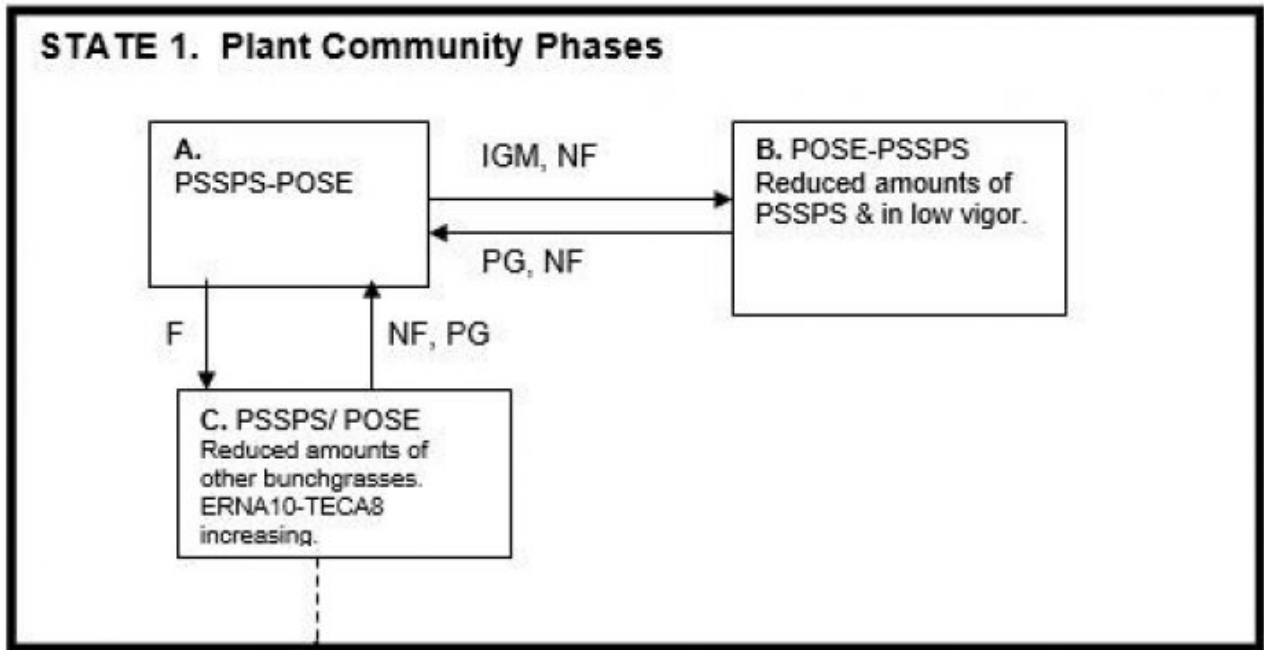 STATE 1. Plant Community Phases
A.
PSSPS-POSE
IGM, NF
B. POSE-PSSPS
Reduced amounts of
PSSPS & in low vigor.
PG, NF
F
NF, PG
C. PSSPS/ POSE
Reduced amounts of
other bunchgrasses.
ERNA10-TECA8
increasing.